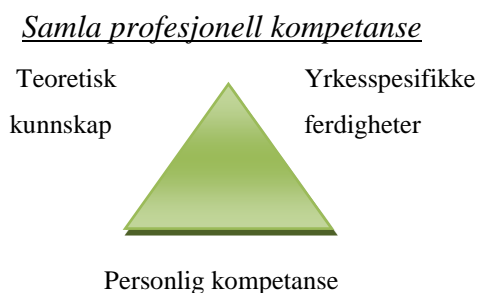 Samla profesjonell kompetanse
Teoretisk
kunnskap
Yrkesspesifikke
ferdigheter
Personlig kompetanse